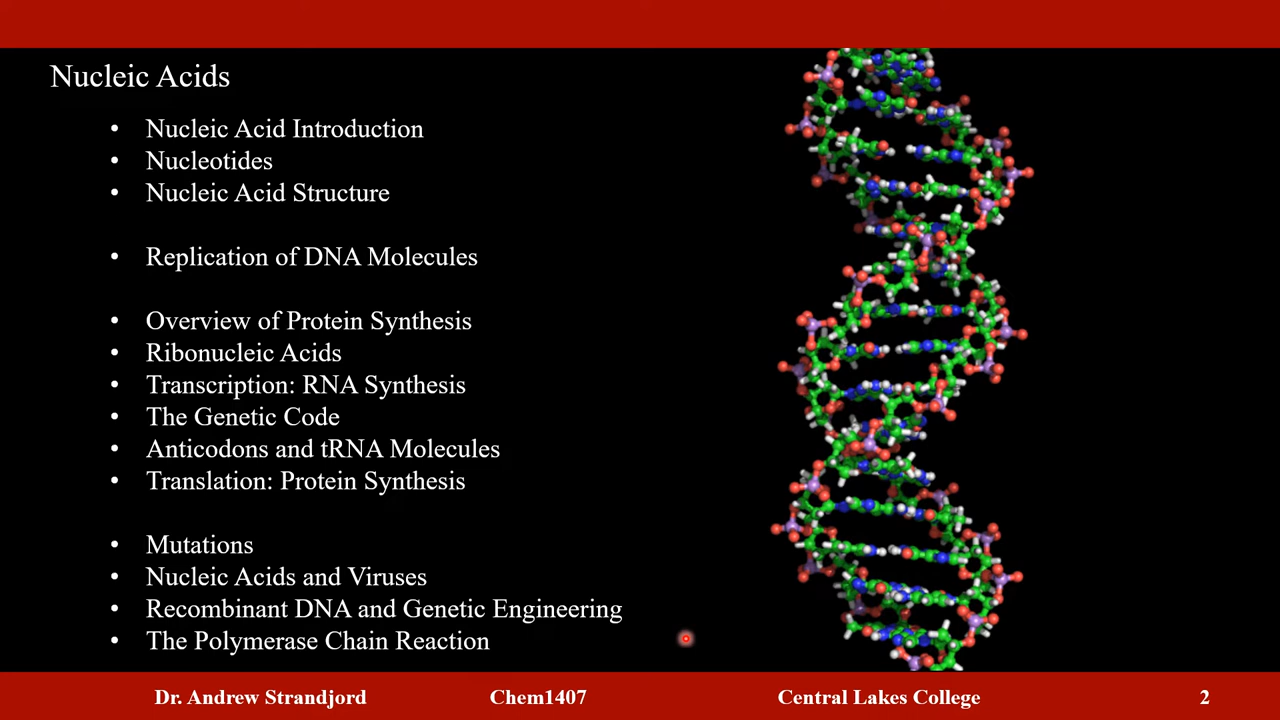 Nucleic Acids
• Nucleic Acid Introduction
• Nucleotides
• Nucleic Acid Structure
• Replication of DNA Molecules
• Overview of Protein Synthesis
• Ribonucleic Acids
• Transcription: RNA Synthesis
• The Genetic Code
• Anticodons and tRNA Molecules
• Translation: Protein Synthesis
• Mutations
• Nucleic Acids and Viruses
• Recombinant DNA and Genetic Engineering
• The Polymerase Chain Reaction
Dr. Andrew Strandjord Chem1407 Central Lakes College 2